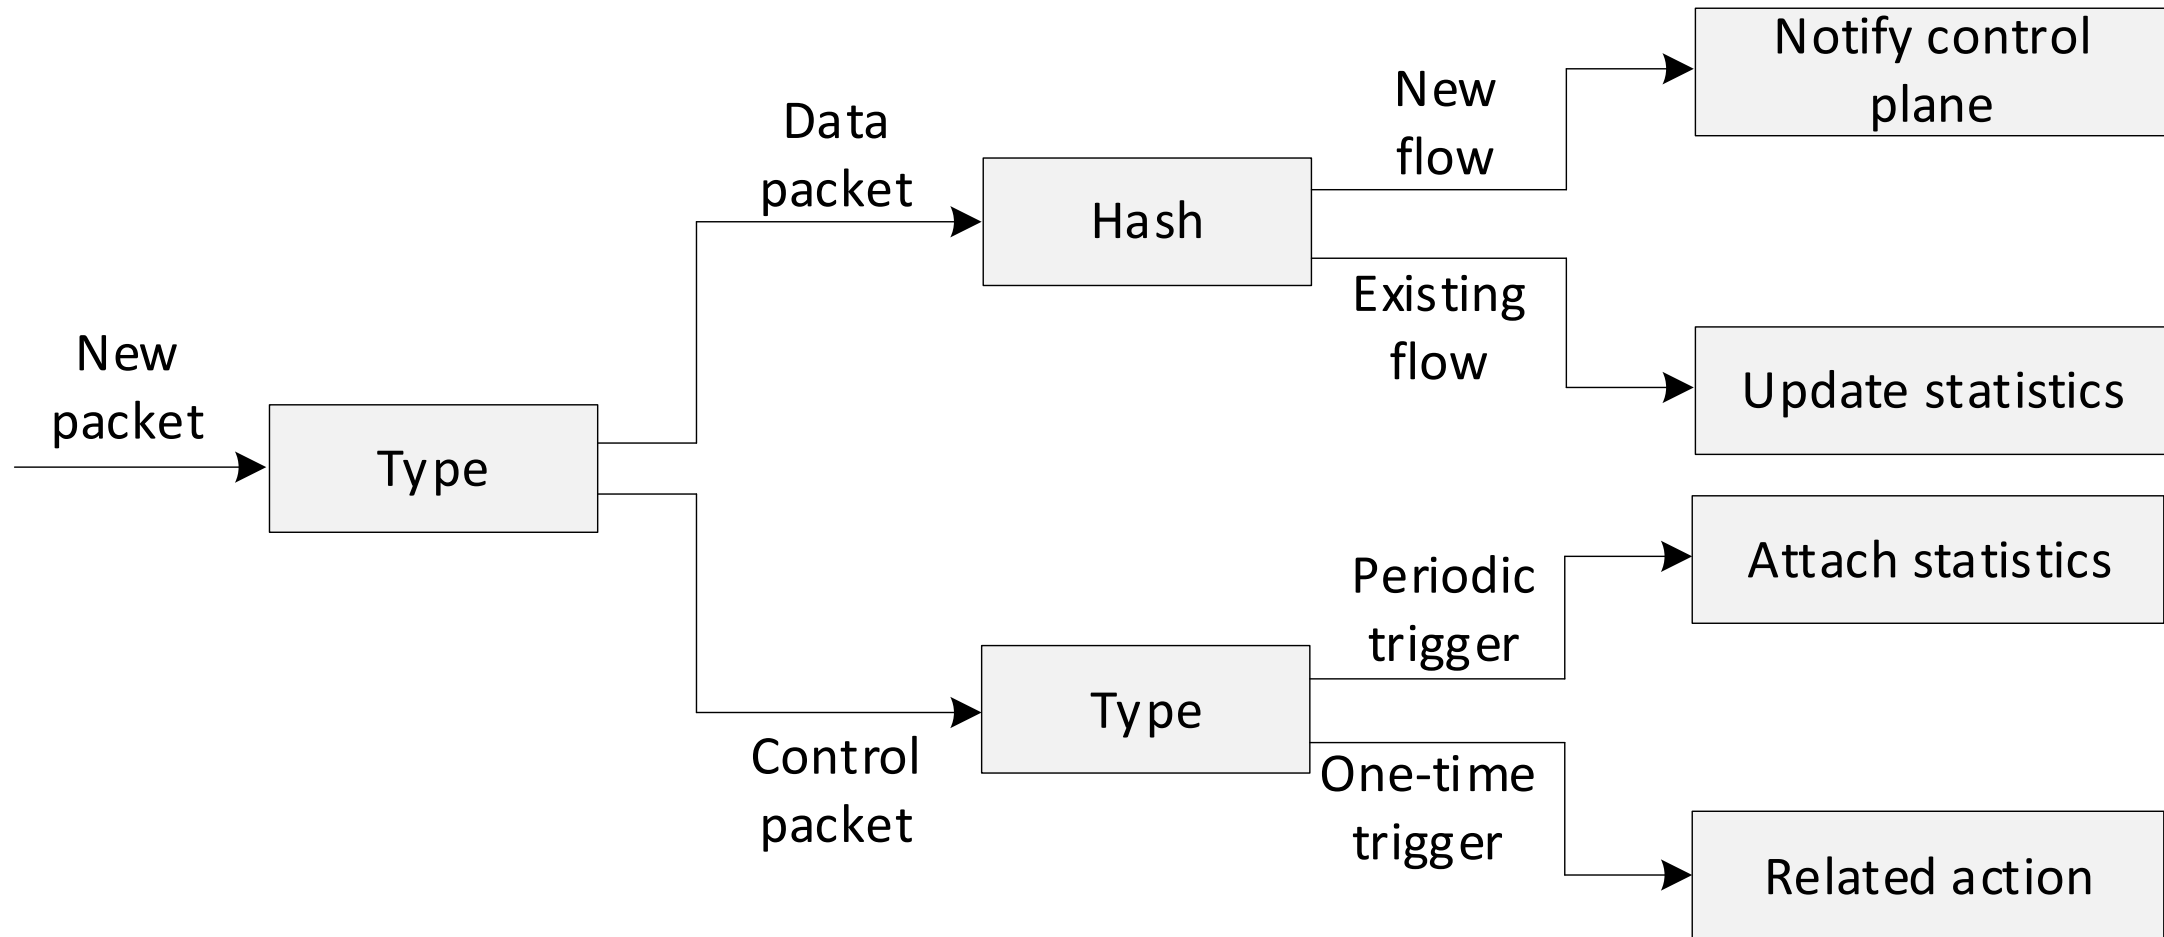 New
packet
Type
Data
packet
Hash
New
flow
Notify control
plane
Existing
flow
Update statistics
Control
packet
Type
Periodic
trigger
Attach statistics
One-time
trigger
Related action